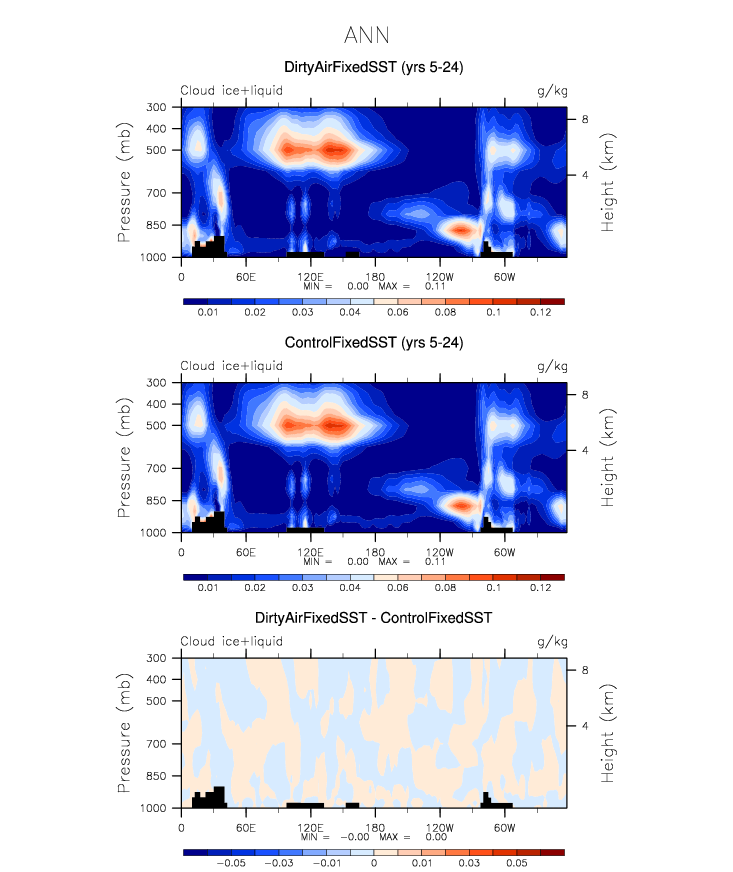 ANN
DirtyAirFixedSST (yrs 5-24)
Cloud ice+liquid g/kg
300
400
500
700
850
1000
Pressure (mb)
8
4
Height (km)
0 60E 120E 180 120W 60W
MIN = 0.00 MAX = 0.11
0.01 0.02 0.03 0.04 0.06 0.08 0.1 0.12
ControlFixedSST (yrs 5-24)
Cloud ice+liquid g/kg
300
400
500
700
850
1000
Pressure (mb)
8
4
Height (km)
0 60E 120E 180 120W 60W
MIN = 0.00 MAX = 0.11
0.01 0.02 0.03 0.04 0.06 0.08 0.1 0.12
DirtyAirFixedSST - ControlFixedSST
Cloud ice+liquid g/kg
300
400
500
700
850
1000
Pressure (mb)
8
4
Height (km)
0 60E 120E 180 120W 60W
MIN = -0.00 MAX = 0.00
-0.05 -0.03 -0.01 0 0.01 0.03 0.05